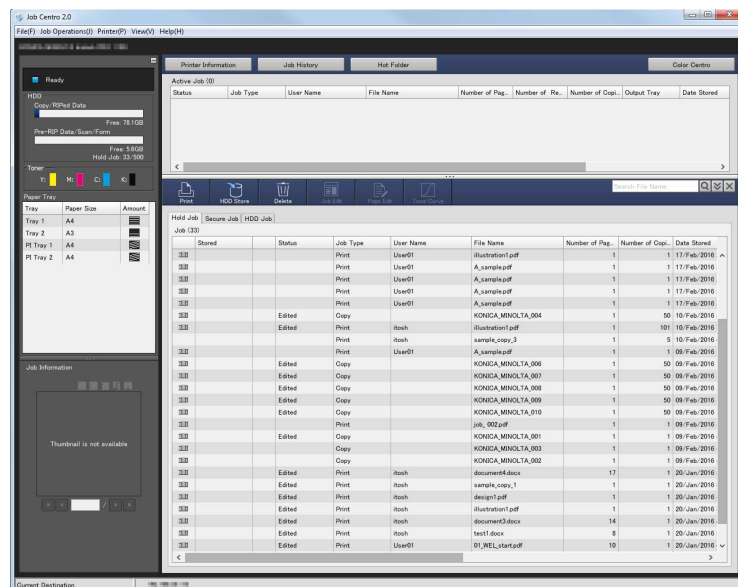 Job Centro 2.0
File(F) Job Operations(J) Printer(P) View(V) Help(H)
Ready
HDD
Copy/RIPed Data
Free: 78.1GB
Pre-RIP Data/Scan/Form
Free: 5.6GB
Hold Job: 33/500
Toner
Y: M: C: K:
Paper Tray
Tray Paper Size Amount
Tray 1 A4
Tray 2 A3
PI Tray 1 A4
PI Tray 2 A4
Job Information
Thumbnail is not available
/
Current Destination
Printer Information Job History Hot Folder Color Centro
Active Job (0)
Status Job Type User Name File Name Number of Pag... Number of Re... Number of Copi... Output Tray Date Stored
Print HDD Store Delete Job Edit Page Edit Tone Curve Search File Name
Hold Job Secure Job HDD Job
Job (33)
Stored Status Job Type User Name File Name Number of Pag... Number of Copi... Date Stored
Print User01 illustration1.pdf 1 1 17/Feb/2016
Print User01 A_sample.pdf 1 1 17/Feb/2016
Print User01 A_sample.pdf 1 1 17/Feb/2016
Print User01 A_sample.pdf 1 1 17/Feb/2016
Edited Copy KONICA_MINOLTA_004 1 50 10/Feb/2016
Edited Print itosh illustration1.pdf 1 101 10/Feb/2016
Print itosh sample_copy_3 1 5 10/Feb/2016
Print User01 A_sample.pdf 1 1 09/Feb/2016
Edited Copy KONICA_MINOLTA_006 1 50 09/Feb/2016
Edited Copy KONICA_MINOLTA_007 1 50 09/Feb/2016
Edited Copy KONICA_MINOLTA_008 1 50 09/Feb/2016
Edited Copy KONICA_MINOLTA_009 1 50 09/Feb/2016
Edited Copy KONICA_MINOLTA_010 1 50 09/Feb/2016
Print job_ 002.pdf 1 1 09/Feb/2016
Edited Copy KONICA_MINOLTA_001 1 1 09/Feb/2016
Copy KONICA_MINOLTA_003 1 1 09/Feb/2016
Copy KONICA_MINOLTA_002 1 1 09/Feb/2016
Edited Print itosh document4.docx 17 1 20/Jan/2016
Edited Print itosh sample_copy_1 1 1 20/Jan/2016
Edited Print itosh design1.pdf 1 1 20/Jan/2016
Edited Print itosh illustration1.pdf 1 1 20/Jan/2016
Edited Print itosh document3.docx 14 1 20/Jan/2016
Edited Print itosh test1.docx 8 1 20/Jan/2016
Edited Print User01 01_WEL_start.pdf 10 1 20/Jan/2016